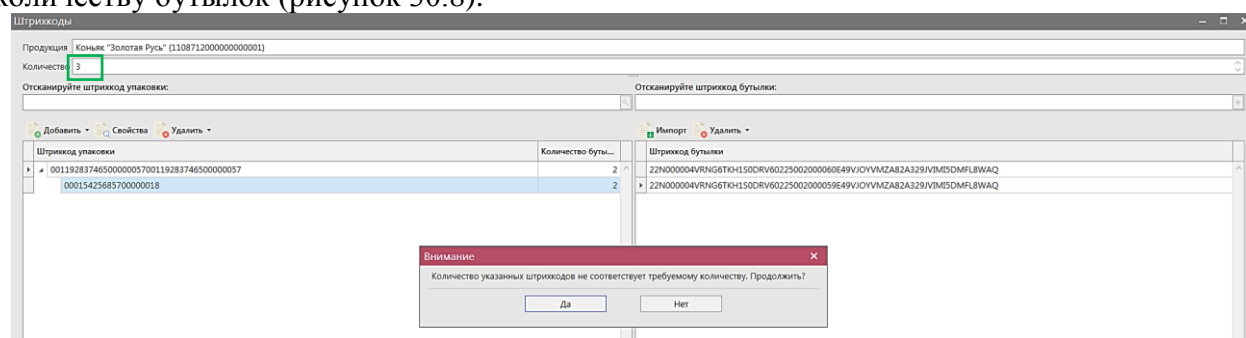 количеству бутылок (рисунок 50.8).
Штрихкоды
Продукция Коньяк "Золотая Русь" (1108712000000000001)
Количество 3
Отсканируйте штрихкод упаковки: Отсканируйте штрихкод бутылки:
Добавить Свойства Удалить Импорт Удалить
Штрихкод упаковки Количество буты... Штрихкод бутылки
0011928374650000005700119283746500000057 2 22N000004VRNG6TKH1S0DRV60225002000060E49VJOYVMZA82A329JVIMI5DMFL8WAQ
00015425685700000018 2 22N000004VRNG6TKH1S0DRV60225002000059E49VJOYVMZA82A329JVIMI5DMFL8WAQ
Внимание
Количество указанных штрихкодов не соответствует требуемому количеству. Продолжить?
Да Нет